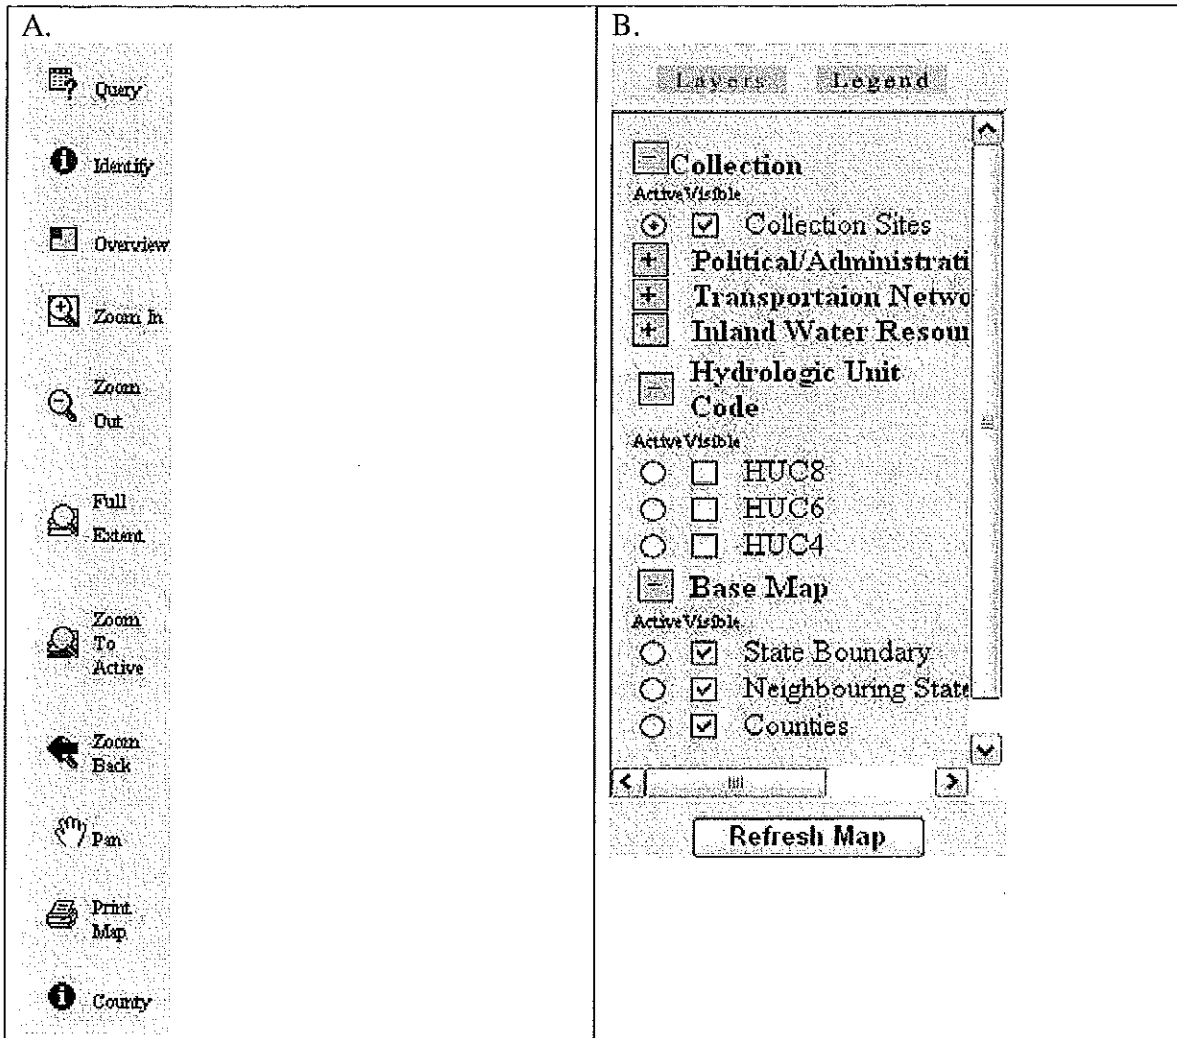 A.
Query
Identify
Overview
Zoom In
Zoom
Out
Full
Extent
Zoom
To
Active
Zoom
Back
Pan
Print
Map
County
B.
Layers Legend
Collection
Active Visible
Collection Sites
Political/Administrati
Transportaion Netwo
Inland Water Resour
Hydrologic Unit
Code
Active Visible
HUC8
HUC6
HUC4
Base Map
Active Visible
State Boundary
Neighbouring State
Counties
Refresh Map